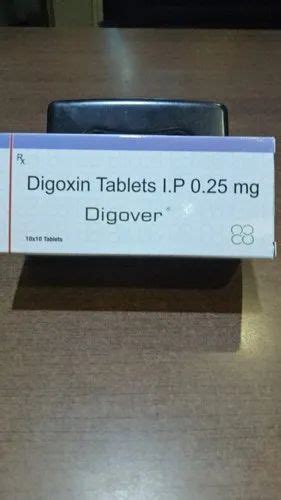 Rx
Digoxin Tablets I.P 0.25 mg
Digover®
10x10 Tablets